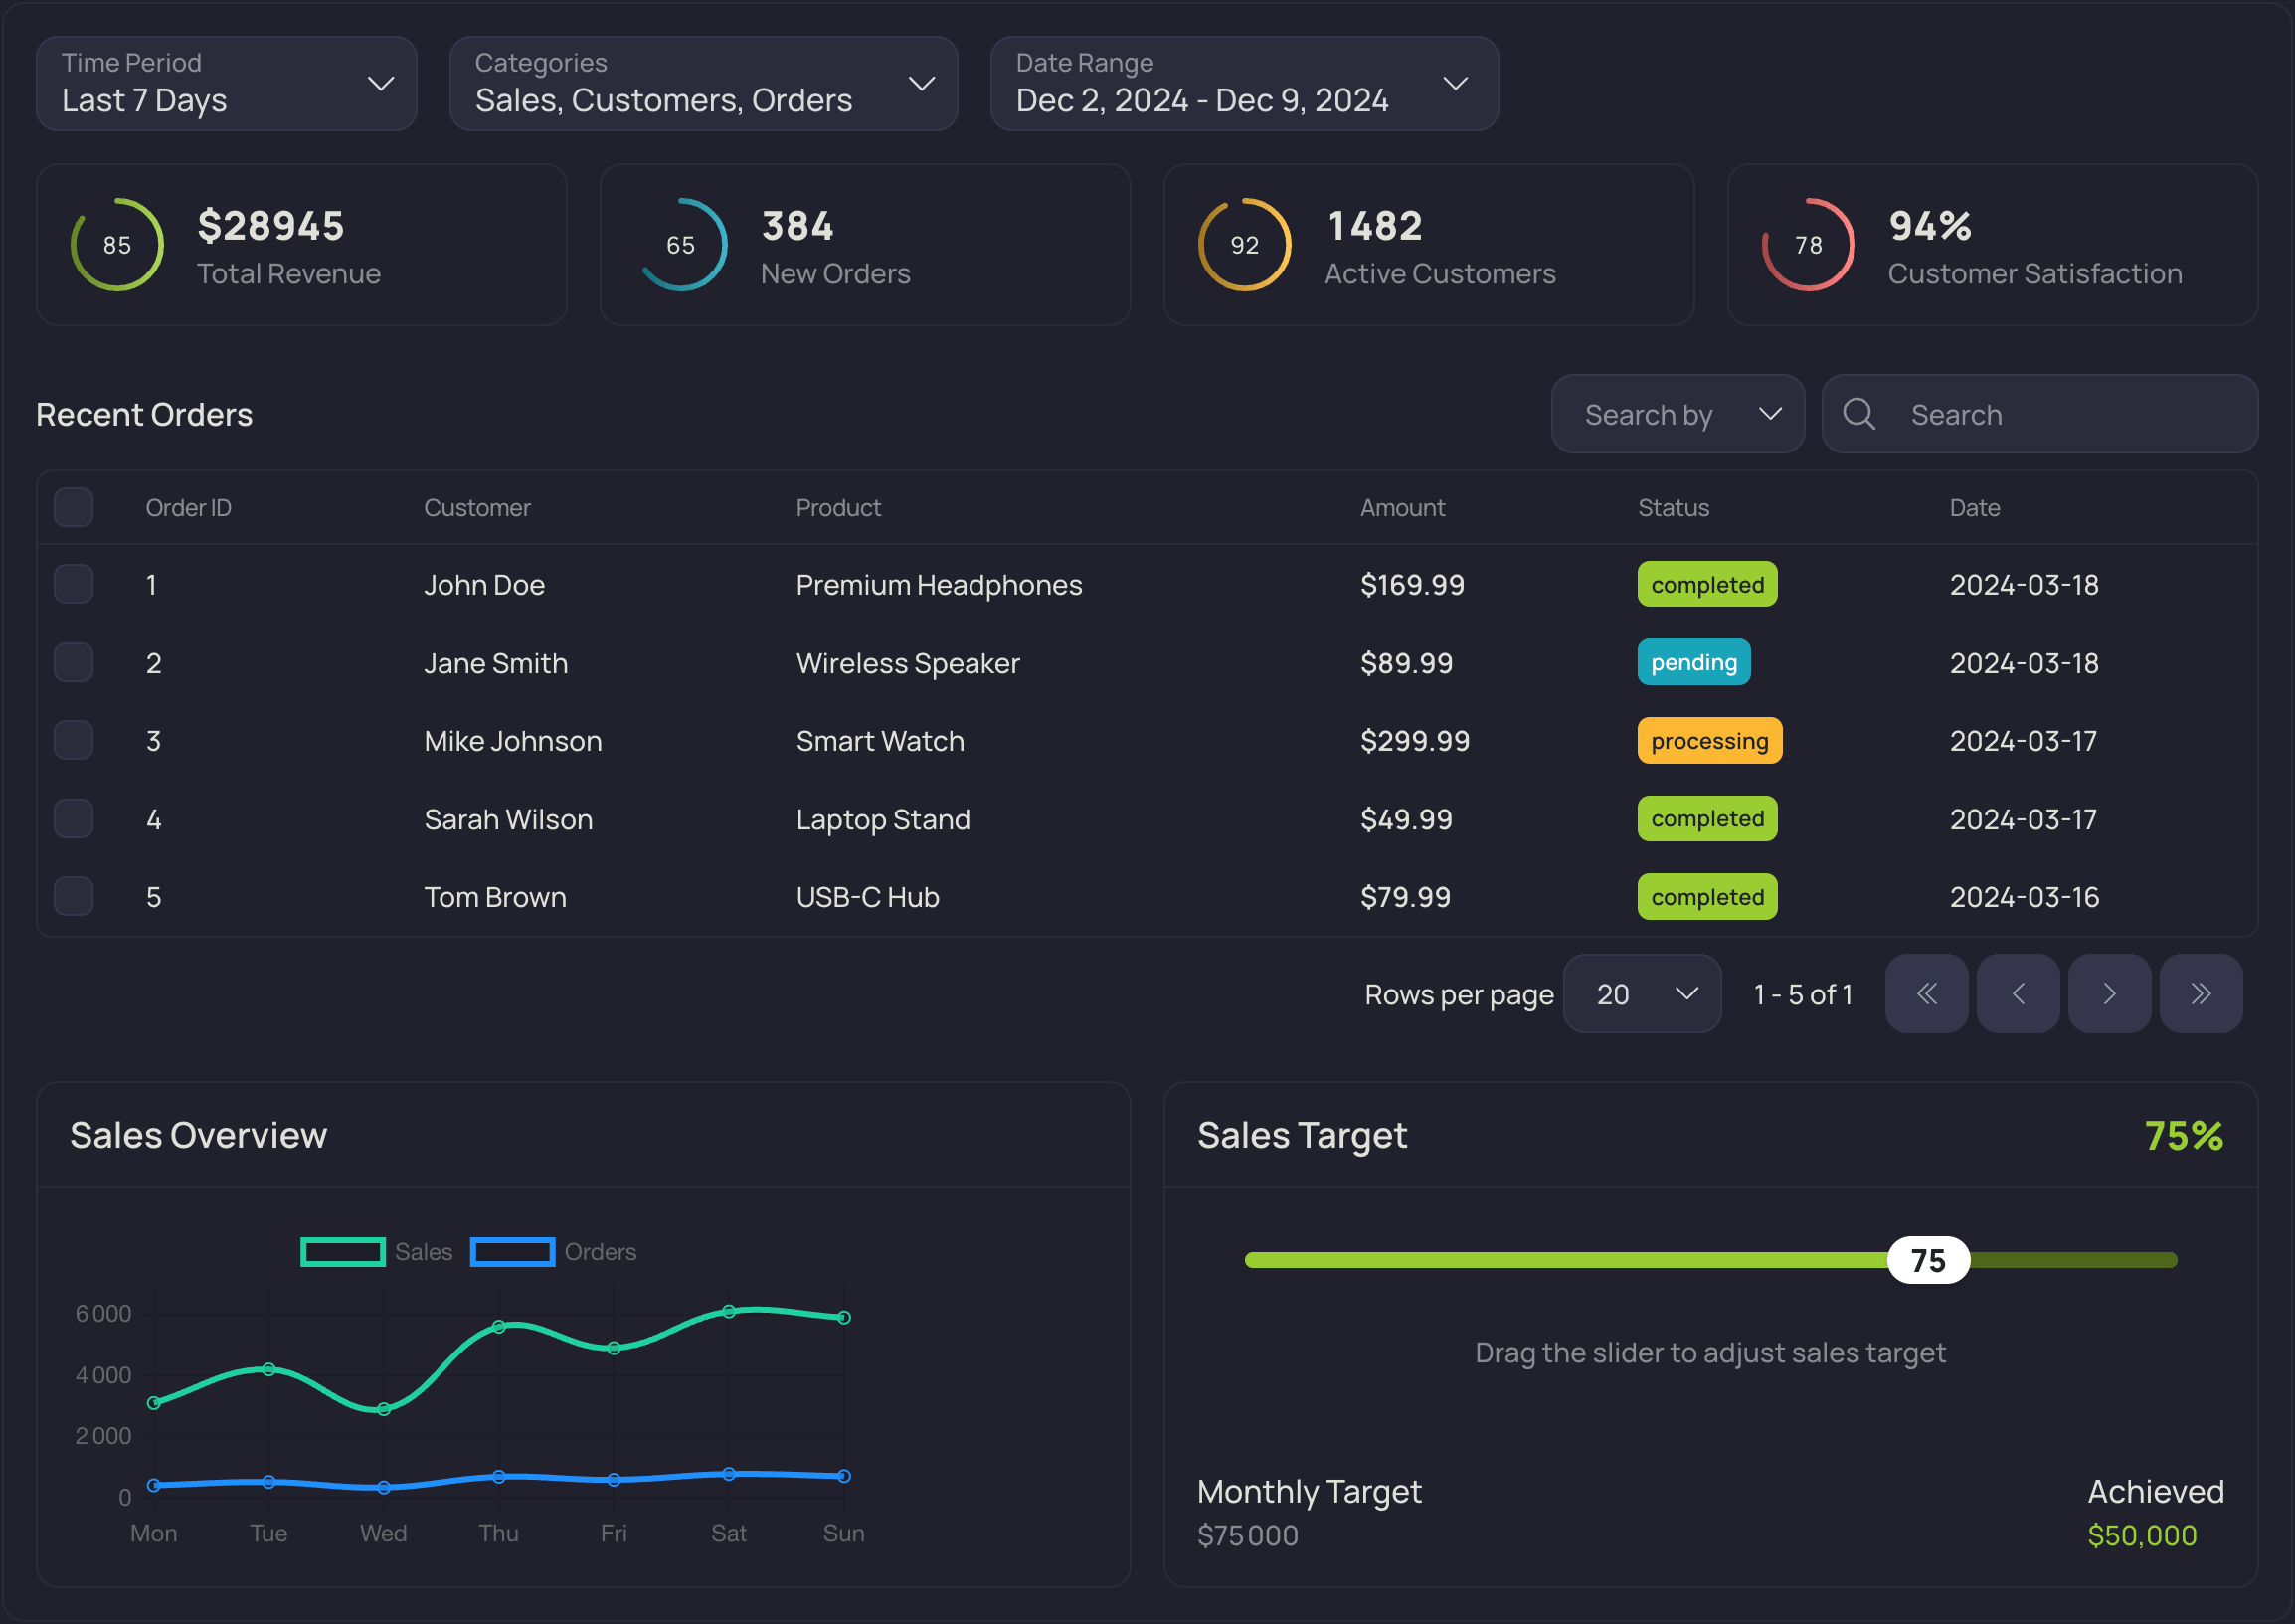 Time Period
Last 7 Days
Categories
Sales, Customers, Orders
Date Range
Dec 2, 2024 - Dec 9, 2024
85
$28945
Total Revenue
65
384
New Orders
92
1482
Active Customers
78
94%
Customer Satisfaction
Recent Orders
Search by
Search
Order ID Customer Product Amount Status Date
1 John Doe Premium Headphones $169.99 completed 2024-03-18
2 Jane Smith Wireless Speaker $89.99 pending 2024-03-18
3 Mike Johnson Smart Watch $299.99 processing 2024-03-17
4 Sarah Wilson Laptop Stand $49.99 completed 2024-03-17
5 Tom Brown USB-C Hub $79.99 completed 2024-03-16
Rows per page 20 1 - 5 of 1
Sales Overview
Sales Orders
6 000
4 000
2 000
0
Mon Tue Wed Thu Fri Sat Sun
Sales Target 75%
75
Drag the slider to adjust sales target
Monthly Target
$75 000
Achieved
$50,000